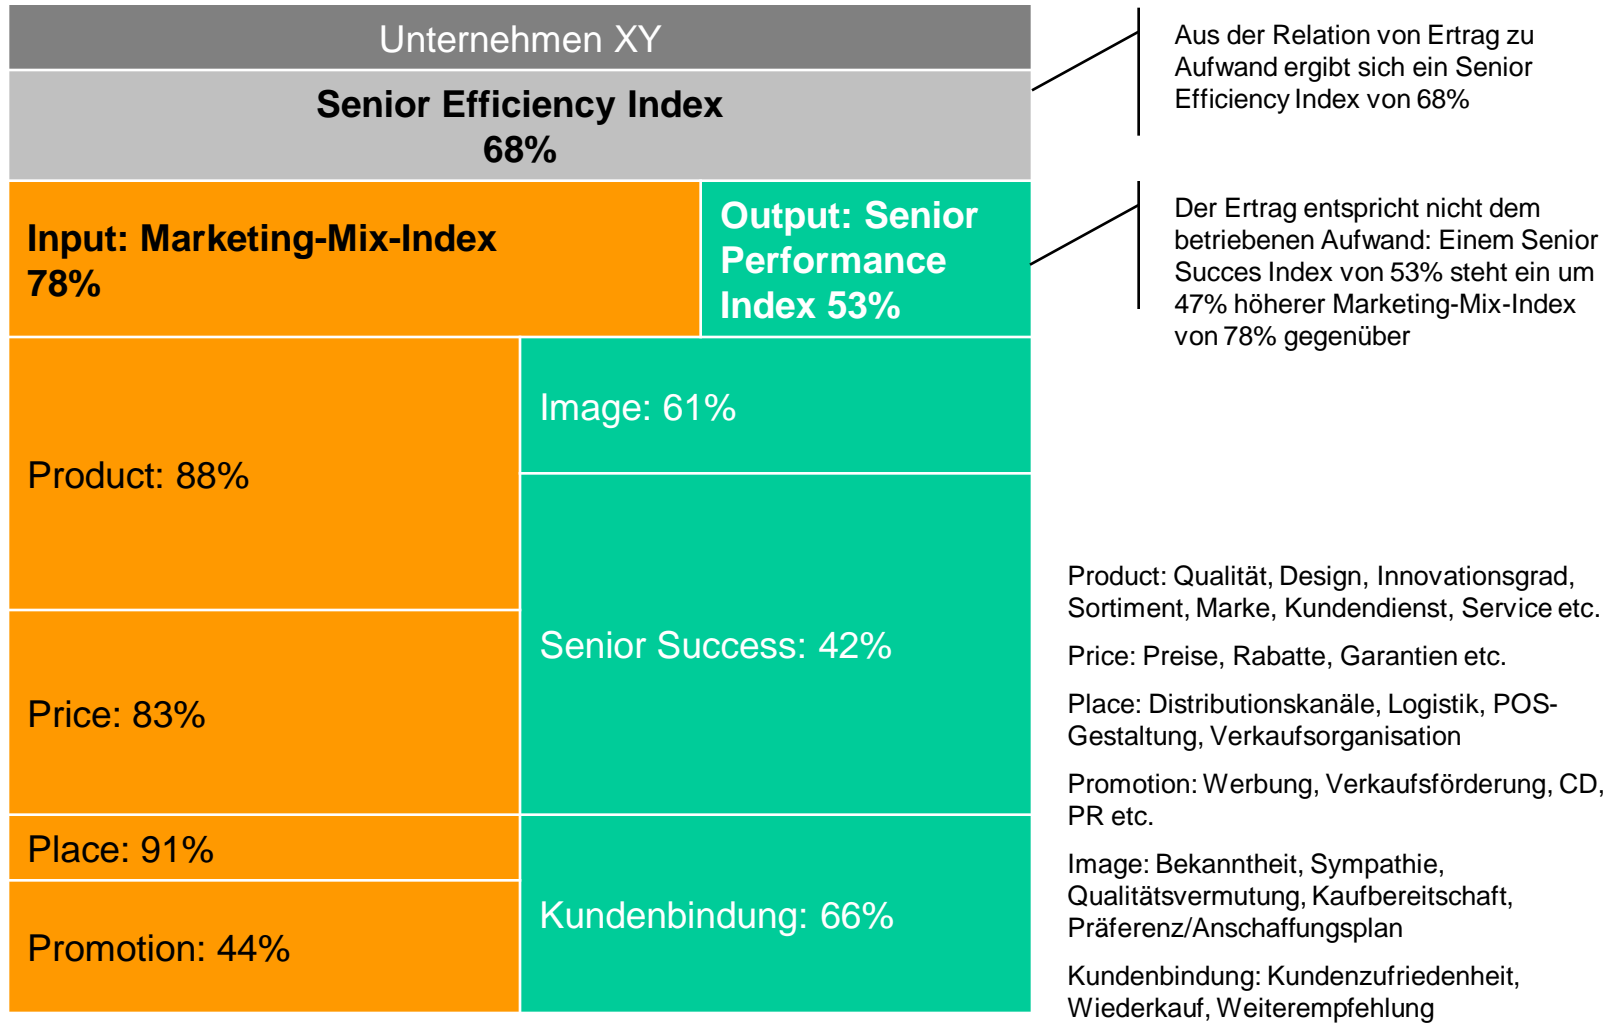 Unternehmen XY
Senior Efficiency Index
68%
Input: Marketing-Mix-Index
78%
Output: Senior
Performance
Index 53%
Product: 88%
Price: 83%
Place: 91%
Promotion: 44%
Image: 61%
Senior Success: 42%
Kundenbindung: 66%
Aus der Relation von Ertrag zu
Aufwand ergibt sich ein Senior
Efficiency Index von 68%
Der Ertrag entspricht nicht dem
betriebenen Aufwand: Einem Senior
Succes Index von 53% steht ein um
47% höherer Marketing-Mix-Index
von 78% gegenüber
Product: Qualität, Design, Innovationsgrad,
Sortiment, Marke, Kundendienst, Service etc.
Price: Preise, Rabatte, Garantien etc.
Place: Distributionskanäle, Logistik, POS-
Gestaltung, Verkaufsorganisation
Promotion: Werbung, Verkaufsförderung, CD,
PR etc.
Image: Bekanntheit, Sympathie,
Qualitätsvermutung, Kaufbereitschaft,
Präferenz/Anschaffungsplan
Kundenbindung: Kundenzufriedenheit,
Wiederkauf, Weiterempfehlung